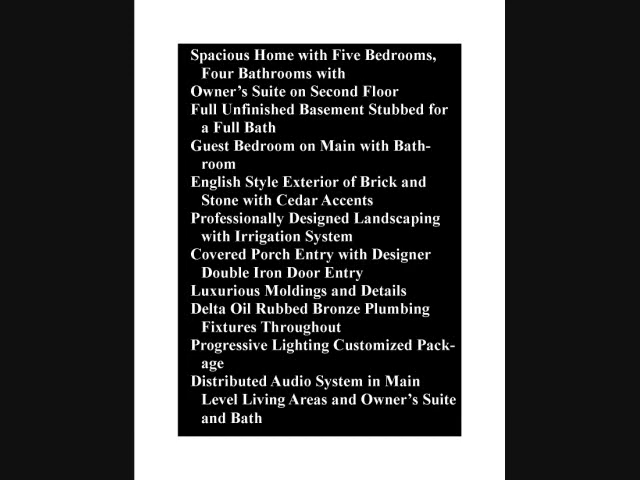 Spacious Home with Five Bedrooms,
Four Bathrooms with
Owner’s Suite on Second Floor
Full Unfinished Basement Stubbed for
a Full Bath
Guest Bedroom on Main with Bath-
room
English Style Exterior of Brick and
Stone with Cedar Accents
Professionally Designed Landscaping
with Irrigation System
Covered Porch Entry with Designer
Double Iron Door Entry
Luxurious Moldings and Details
Delta Oil Rubbed Bronze Plumbing
Fixtures Throughout
Progressive Lighting Customized Pack-
age
Distributed Audio System in Main
Level Living Areas and Owner’s Suite
and Bath